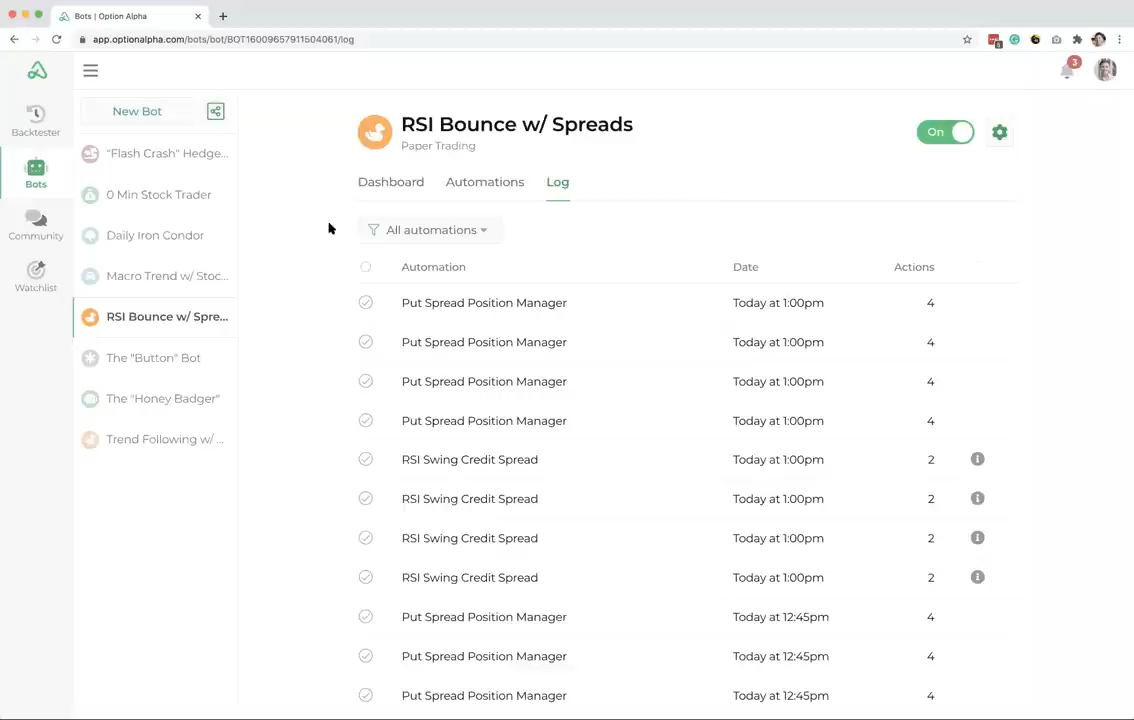 Bots | Option Alpha
app.optionalpha.com/bots/bot/BOT16009657911504061/log
3
Backtester
Bots
Community
Watchlist
New Bot
"Flash Crash" Hedge...
0 Min Stock Trader
Daily Iron Condor
Macro Trend w/ Stoc...
RSI Bounce w/ Spre...
The "Button" Bot
The "Honey Badger"
Trend Following w/ ...
RSI Bounce w/ Spreads
Paper Trading
On
Dashboard Automations Log
All automations
Automation Date Actions
Put Spread Position Manager Today at 1:00pm 4
Put Spread Position Manager Today at 1:00pm 4
Put Spread Position Manager Today at 1:00pm 4
Put Spread Position Manager Today at 1:00pm 4
RSI Swing Credit Spread Today at 1:00pm 2
RSI Swing Credit Spread Today at 1:00pm 2
RSI Swing Credit Spread Today at 1:00pm 2
RSI Swing Credit Spread Today at 1:00pm 2
Put Spread Position Manager Today at 12:45pm 4
Put Spread Position Manager Today at 12:45pm 4
Put Spread Position Manager Today at 12:45pm 4